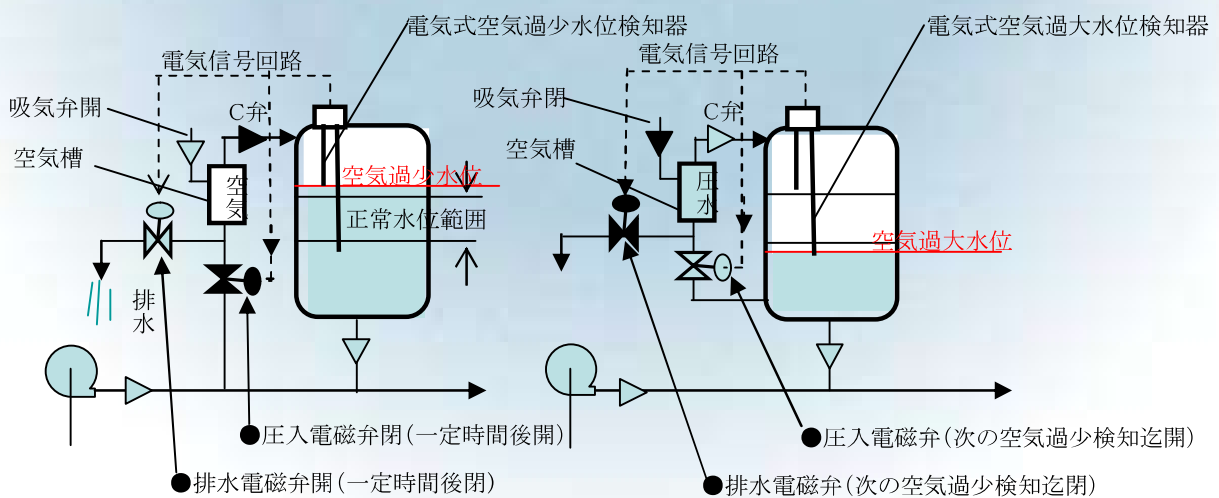 電気式空気過少水位検知器
電気信号回路
吸気弁開
C弁
空気槽
空気
空気過少水位
正常水位範囲
排水
●圧入電磁弁閉(一定時間後開)
●排水電磁弁開(一定時間後閉)
電気式空気過大水位検知器
電気信号回路
吸気弁閉
C弁
空気槽
圧水
空気過大水位
●圧入電磁弁(次の空気過少検知迄開)
●排水電磁弁(次の空気過少検知迄閉)